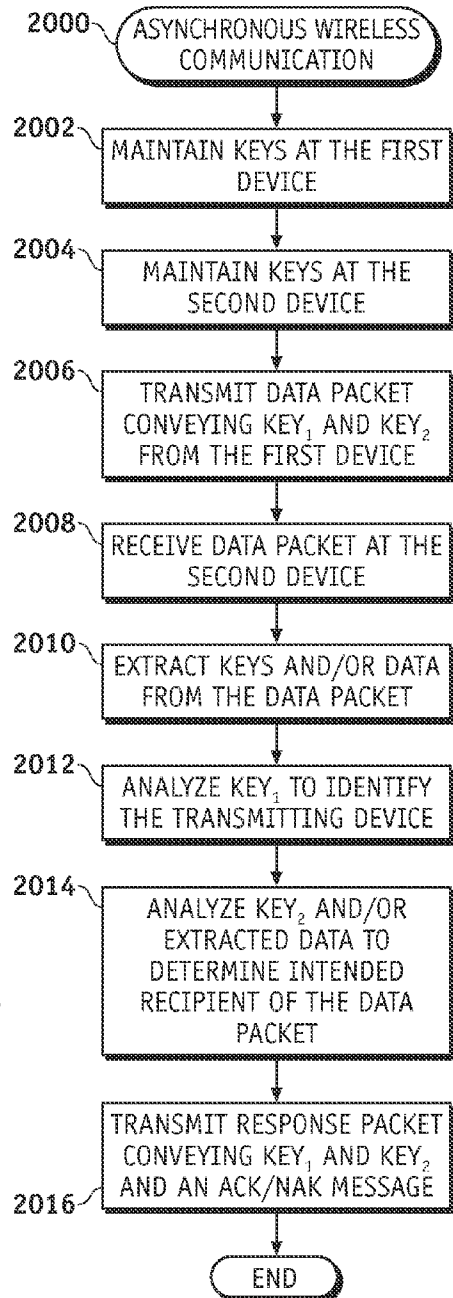 2000
ASYNCHRONOUS WIRELESS
COMMUNICATION
2002
MAINTAIN KEYS AT THE FIRST
DEVICE
2004
MAINTAIN KEYS AT THE
SECOND DEVICE
2006
TRANSMIT DATA PACKET
CONVEYING KEY₁ AND KEY₂
FROM THE FIRST DEVICE
2008
RECEIVE DATA PACKET AT THE
SECOND DEVICE
2010
EXTRACT KEYS AND/OR DATA
FROM THE DATA PACKET
2012
ANALYZE KEY₁ TO IDENTIFY
THE TRANSMITTING DEVICE
2014
ANALYZE KEY₂ AND/OR
EXTRACTED DATA TO
DETERMINE INTENDED
RECIPIENT OF THE DATA
PACKET
TRANSMIT RESPONSE PACKET
CONVEYING KEY₁ AND KEY₂
AND AN ACK/NAK MESSAGE
2016
END